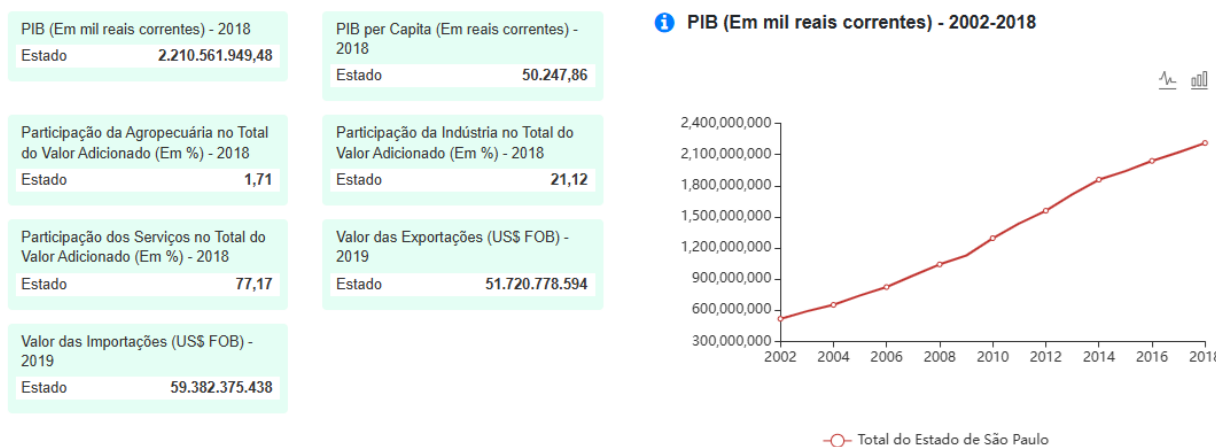 PIB (Em mil reais correntes) - 2018
Estado 2.210.561.949,48
PIB per Capita (Em reais correntes) -
2018
Estado 50.247,86
Participação da Agropecuária no Total
do Valor Adicionado (Em %) - 2018
Estado 1,71
Participação da Indústria no Total do
Valor Adicionado (Em %) - 2018
Estado 21,12
Participação dos Serviços no Total do
Valor Adicionado (Em %) - 2018
Estado 77,17
Valor das Exportações (US$ FOB) -
2019
Estado 51.720.778.594
Valor das Importações (US$ FOB) -
2019
Estado 59.382.375.438
PIB (Em mil reais correntes) - 2002-2018
2,400,000,000
2,100,000,000
1,800,000,000
1,500,000,000
1,200,000,000
900,000,000
600,000,000
300,000,000
2002 2004 2006 2008 2010 2012 2014 2016 2018
Total do Estado de São Paulo